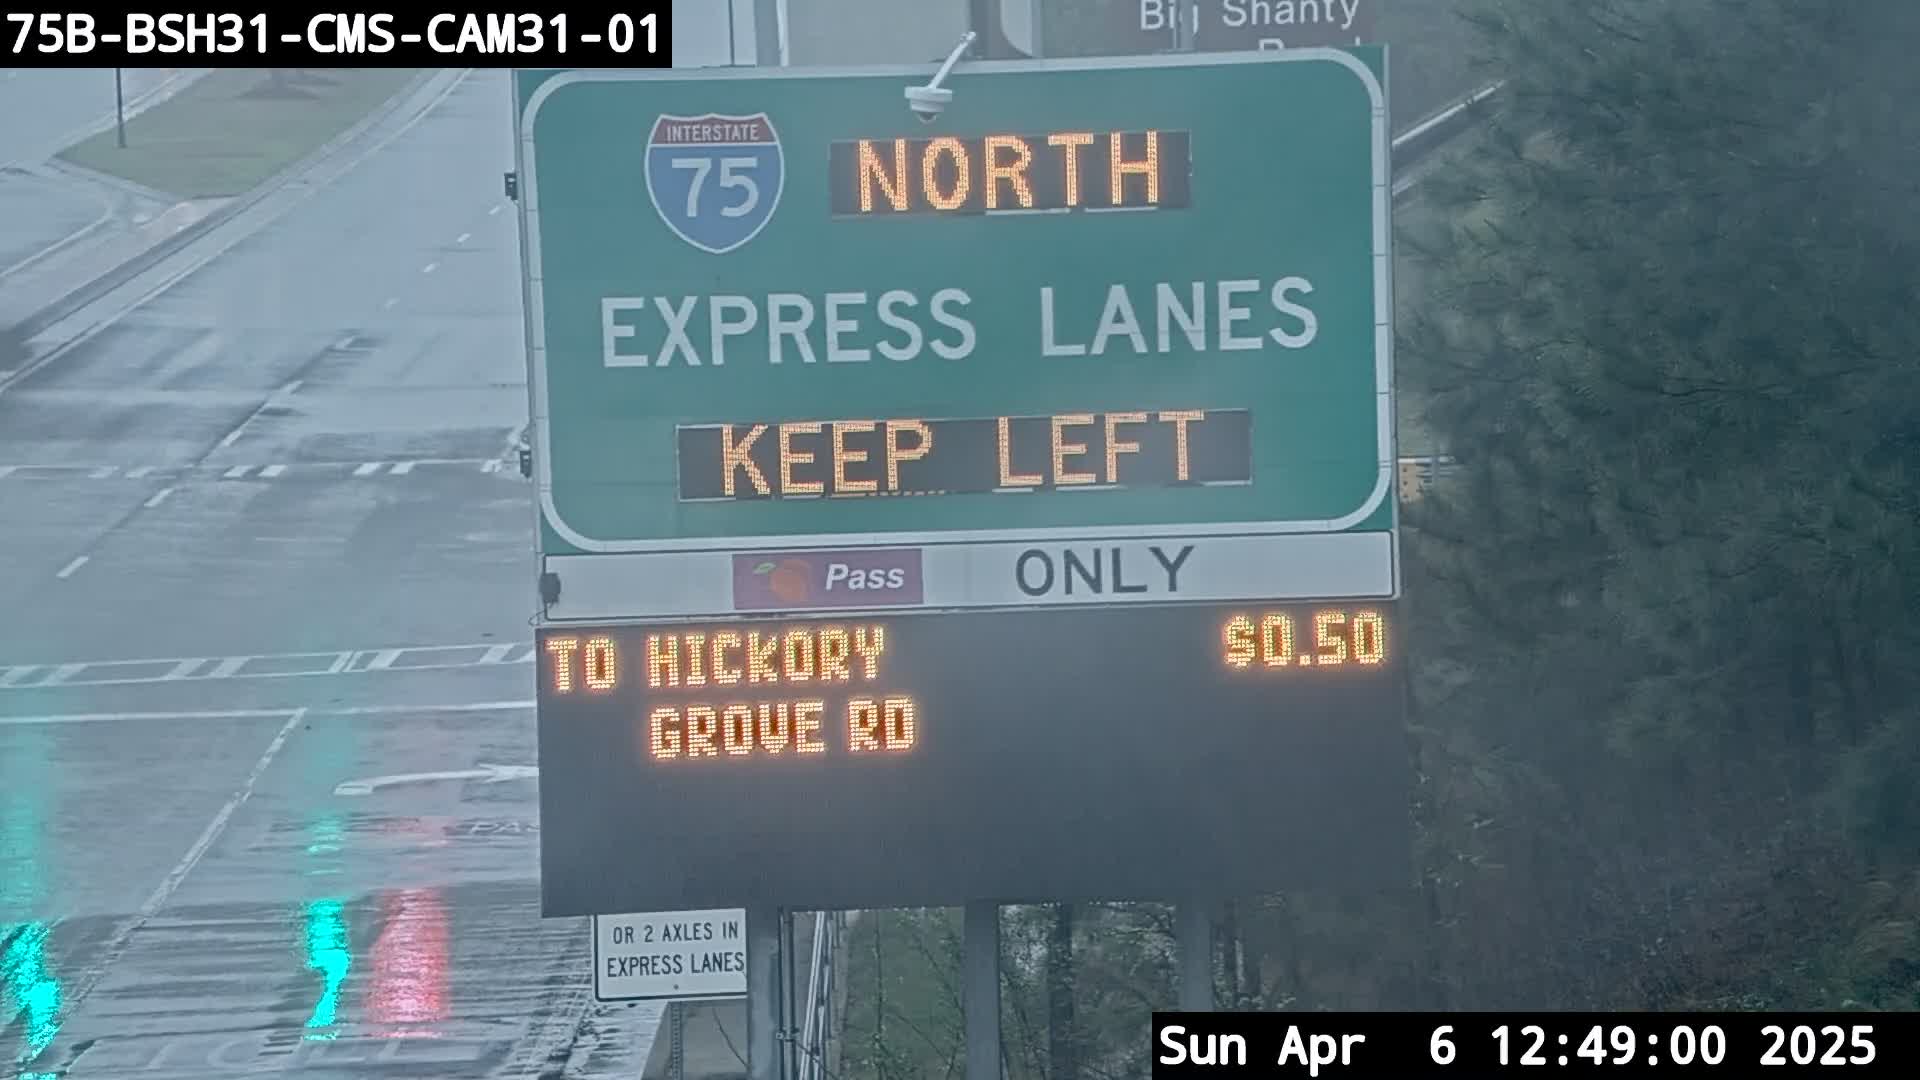 75B-BSH31-CMS-CAM31-01
Big Shanty
INTERSTATE
75
NORTH
EXPRESS LANES
KEEP LEFT
Pass ONLY
TO HICKORY $0.50
GROVE RD
OR 2 AXLES IN
EXPRESS LANES
Sun Apr 6 12:49:00 2025